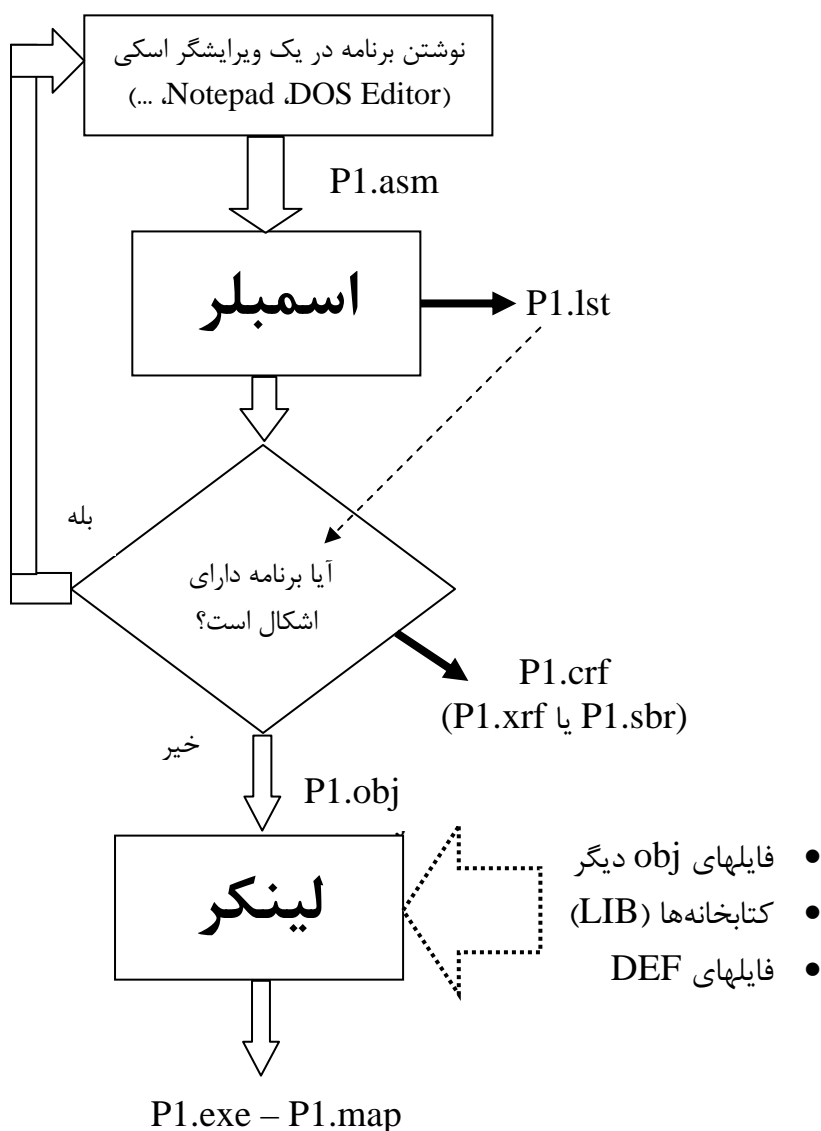 نوشتن برنامه در یک ویرایشگر اسکی
(DOS Editor، Notepad، ...)
P1.asm
اسمبلر
P1.lst
بله
آیا برنامه دارای
اشکال است؟
P1.crf
(P1.sbr یا P1.xrf)
خیر
P1.obj
لینکر
• فایلهای obj دیگر
• کتابخانه‌ها (LIB)
• فایلهای DEF
P1.exe – P1.map